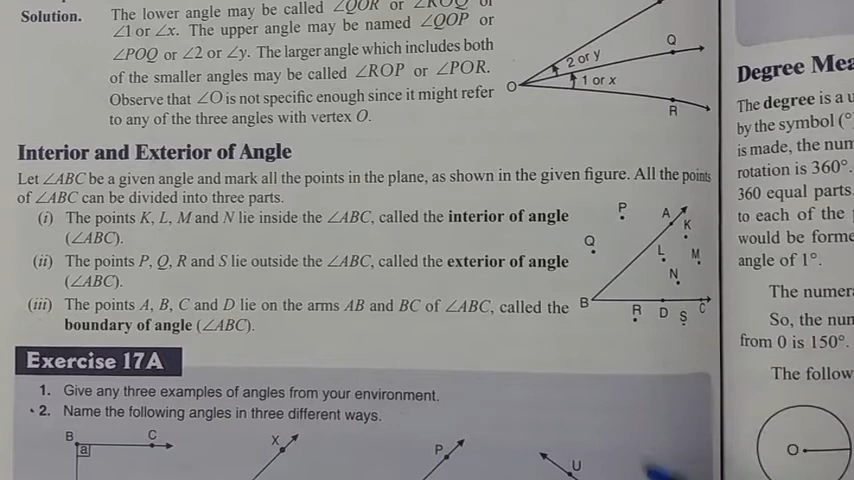 Solution. The lower angle may be called ∠QOR or ∠ROQ or
∠1 or ∠x. The upper angle may be named ∠QOP or
∠POQ or ∠2 or ∠y. The larger angle which includes both
of the smaller angles may be called ∠ROP or ∠POR.
Observe that ∠O is not specific enough since it might refer
to any of the three angles with vertex O.
Q
2 or y
1 or x
O
R
Interior and Exterior of Angle
Let ∠ABC be a given angle and mark all the points in the plane, as shown in the given figure. All the points
of ∠ABC can be divided into three parts.
(i) The points K, L, M and N lie inside the ∠ABC, called the interior of angle
(∠ABC).
(ii) The points P, Q, R and S lie outside the ∠ABC, called the exterior of angle
(∠ABC).
(iii) The points A, B, C and D lie on the arms AB and BC of ∠ABC, called the
boundary of angle (∠ABC).
P
A
K
Q
L
M
N
B
R
D
S
C
Exercise 17A
1. Give any three examples of angles from your environment.
2. Name the following angles in three different ways.
B
C
a
X
P
U
Degree
The degree is a
by the symbol (°
is made, the
rotation is 360°.
360 equal parts.
to each of the
would be
angle of 1°.
The
So, the
from 0 is 150°.
The
O